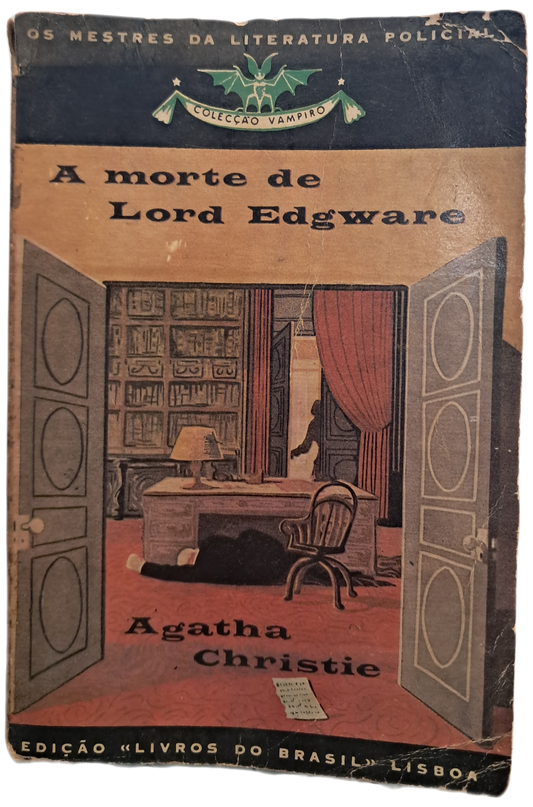 OS MESTRES DA LITERATURA POLICIAL
COLECÇÃO VAMPIRO
A morte de
Lord Edgware
Agatha
Christie
EDIÇÃO «LIVROS DO BRASIL» LISBOA